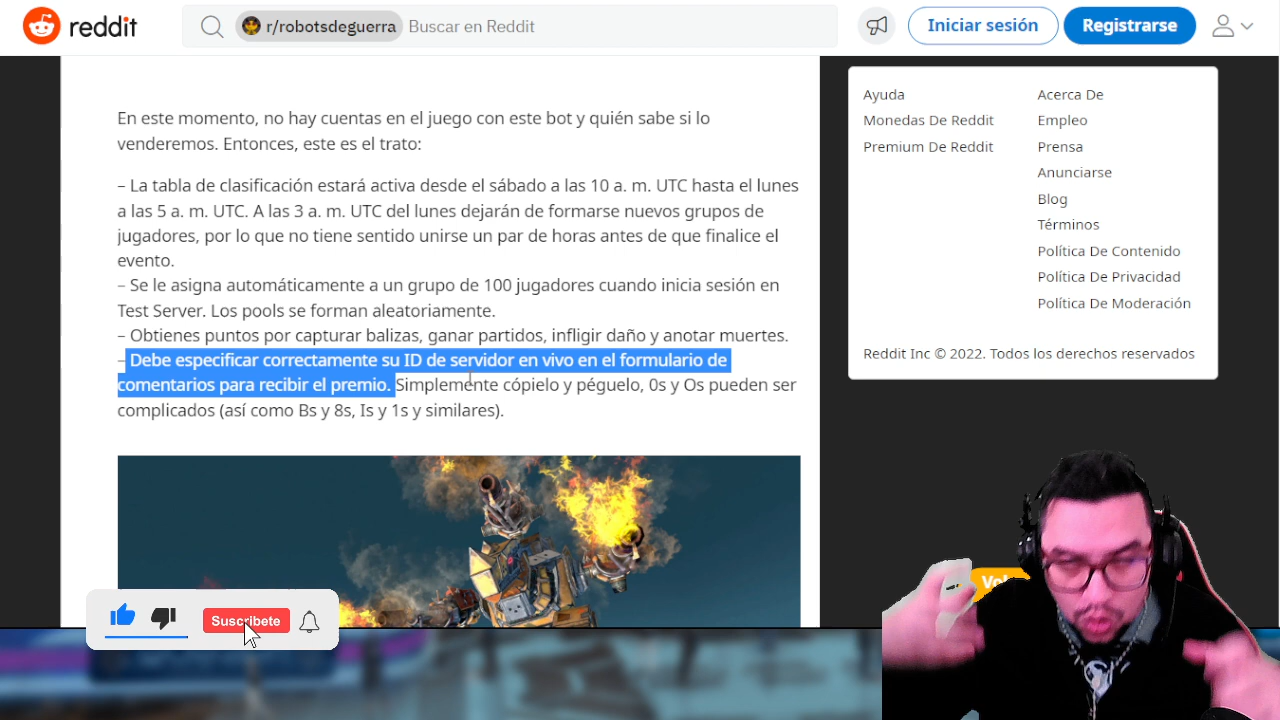 reddit
r/robotsdeguerra
Buscar en Reddit
Iniciar sesión
Registrarse
En este momento, no hay cuentas en el juego con este bot y quién sabe si lo
venderemos. Entonces, este es el trato:
– La tabla de clasificación estará activa desde el sábado a las 10 a. m. UTC hasta el lunes
a las 5 a. m. UTC. A las 3 a. m. UTC del lunes dejarán de formarse nuevos grupos de
jugadores, por lo que no tiene sentido unirse un par de horas antes de que finalice el
evento.
– Se le asigna automáticamente a un grupo de 100 jugadores cuando inicia sesión en
Test Server. Los pools se forman aleatoriamente.
– Obtienes puntos por capturar balizas, ganar partidos, infligir daño y anotar muertes.
– Debe especificar correctamente su ID de servidor en vivo en el formulario de
comentarios para recibir el premio. Simplemente cópielo y péguelo, 0s y Os pueden ser
complicados (así como Bs y 8s, Is y 1s y similares).
Ayuda
Monedas De Reddit
Premium De Reddit
Acerca De
Empleo
Prensa
Anunciarse
Blog
Términos
Política De Contenido
Política De Privacidad
Política De Moderación
Reddit Inc © 2022. Todos los derechos reservados
Suscríbete